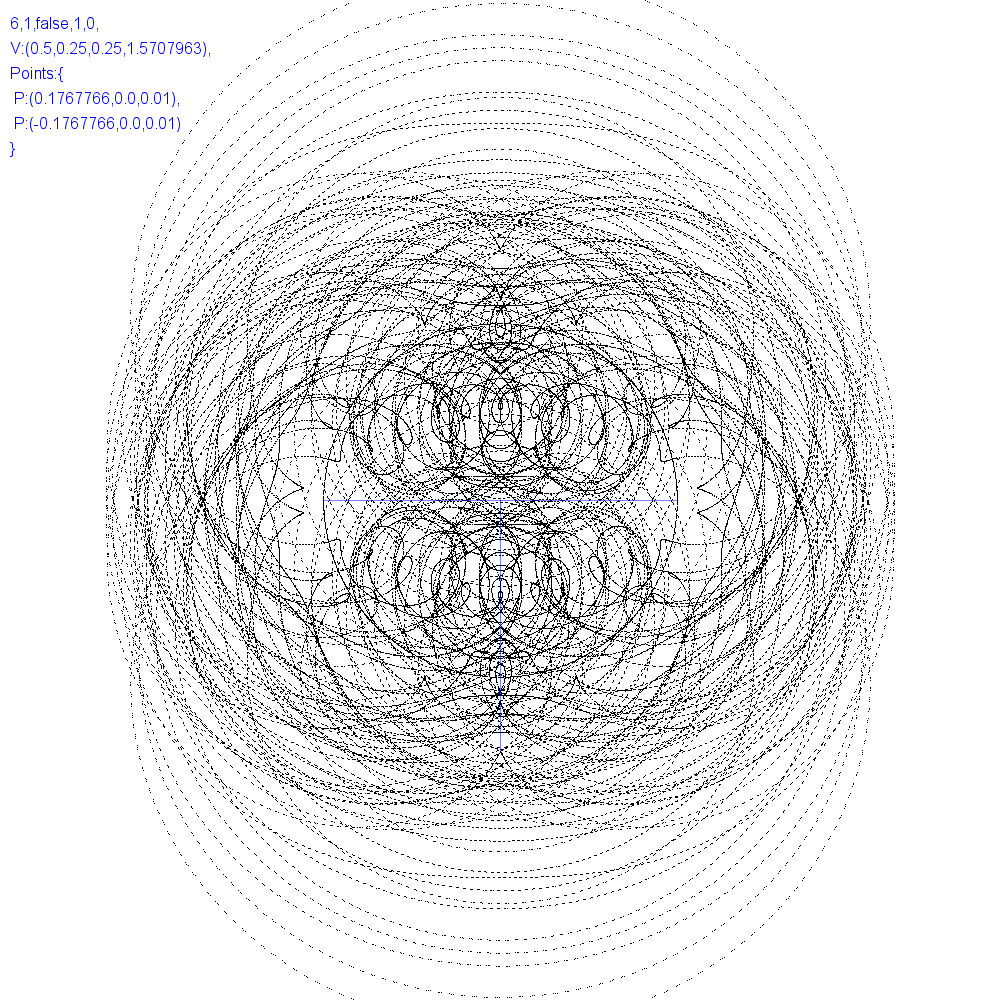 6,1,false,1,0,
V:(0.5,0.25,0.25,1.5707963),
Points:{
P:(0.1767766,0.0,0.01),
P:(-0.1767766,0.0,0.01)
}